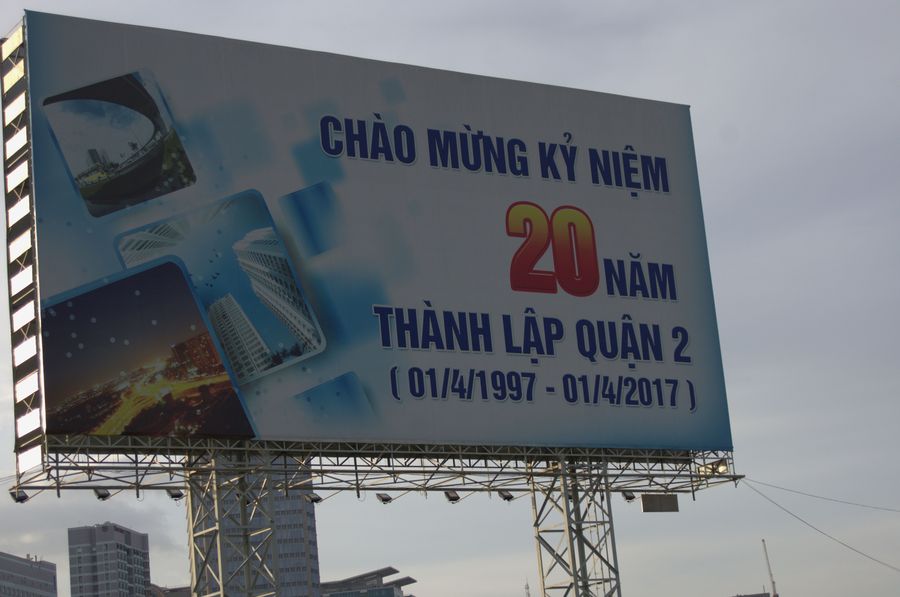 CHÀO MỪNG KỶ NIỆM
20 NĂM
THÀNH LẬP QUẬN 2
( 01/4/1997 - 01/4/2017 )